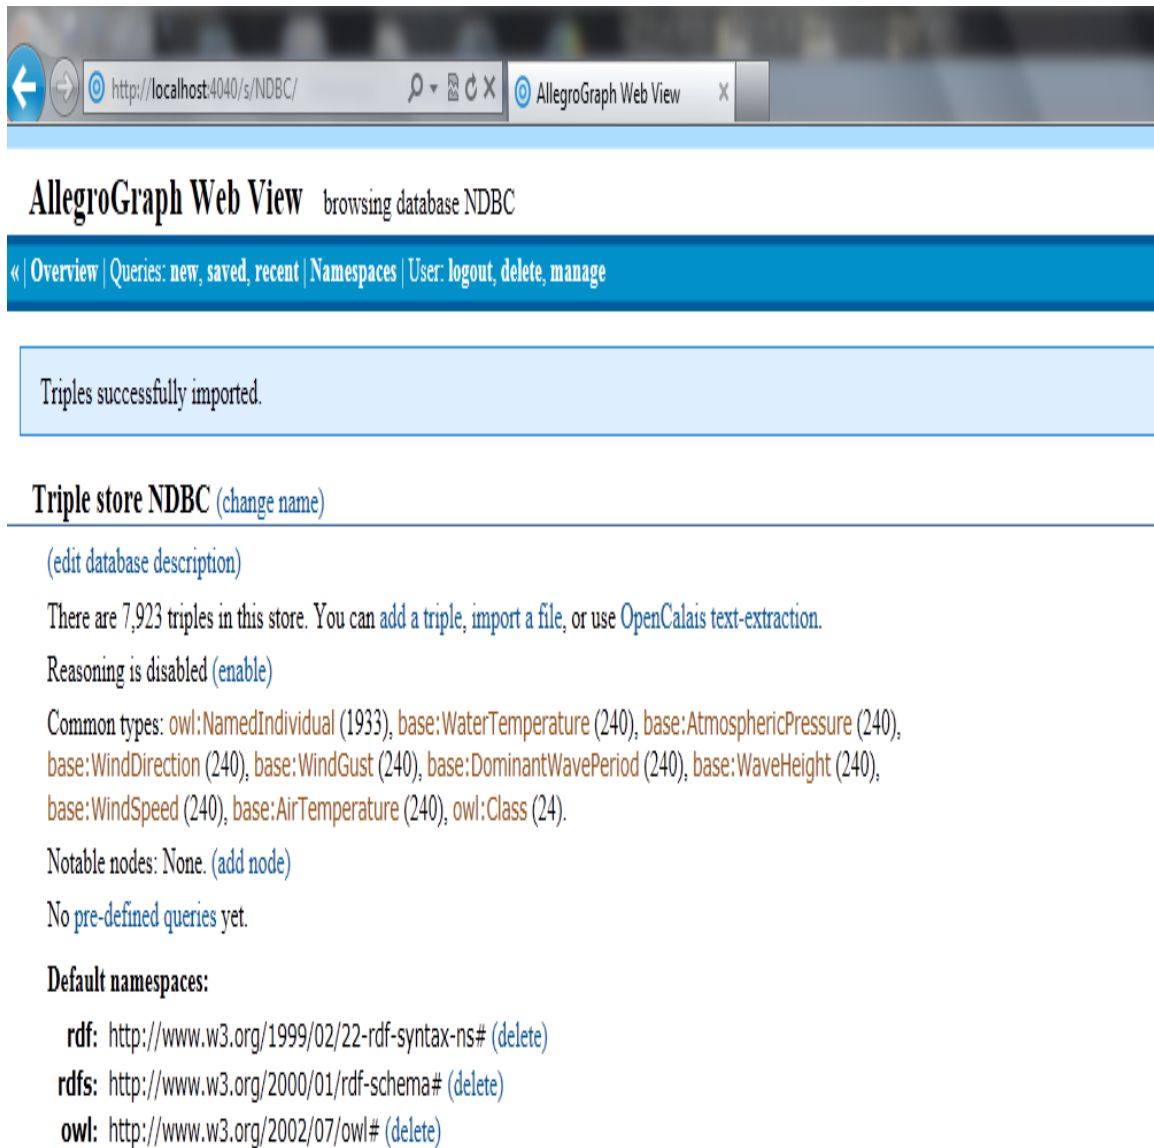 http://localhost:4040/s/NDBC/
AllegroGraph Web View
AllegroGraph Web View browsing database NDBC
« | Overview | Queries: new, saved, recent | Namespaces | User: logout, delete, manage
Triples successfully imported.
Triple store NDBC (change name)
(edit database description)
There are 7,923 triples in this store. You can add a triple, import a file, or use OpenCalais text-extraction.
Reasoning is disabled (enable)
Common types: owl:NamedIndividual (1933), base:WaterTemperature (240), base:AtmosphericPressure (240),
base:WindDirection (240), base:WindGust (240), base:DominantWavePeriod (240), base:WaveHeight (240),
base:WindSpeed (240), base:AirTemperature (240), owl:Class (24).
Notable nodes: None. (add node)
No pre-defined queries yet.
Default namespaces:
rdf: http://www.w3.org/1999/02/22-rdf-syntax-ns# (delete)
rdfs: http://www.w3.org/2000/01/rdf-schema# (delete)
owl: http://www.w3.org/2002/07/owl# (delete)